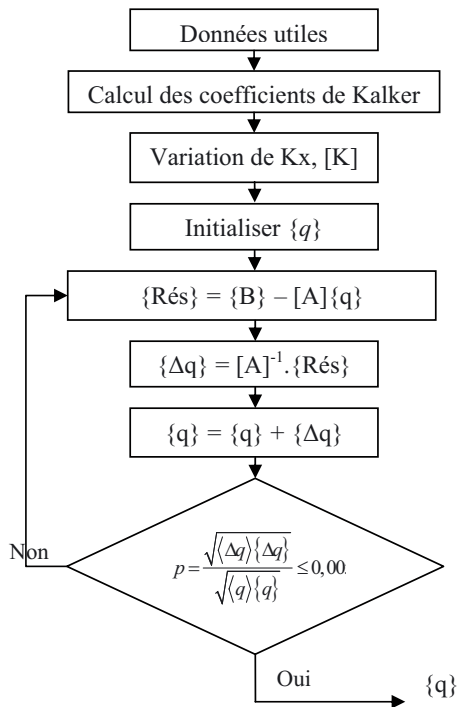 Données utiles
Calcul des coefficients de Kalker
Variation de Kx, [K]
Initialiser {q}
{Rés} = {B} – [A]{q}
{Δq} = [A]⁻¹.{Rés}
{q} = {q} + {Δq}
Non
p = √⟨Δq⟩{Δq} / √⟨q⟩{q} ≤ 0,00
Oui
{q}